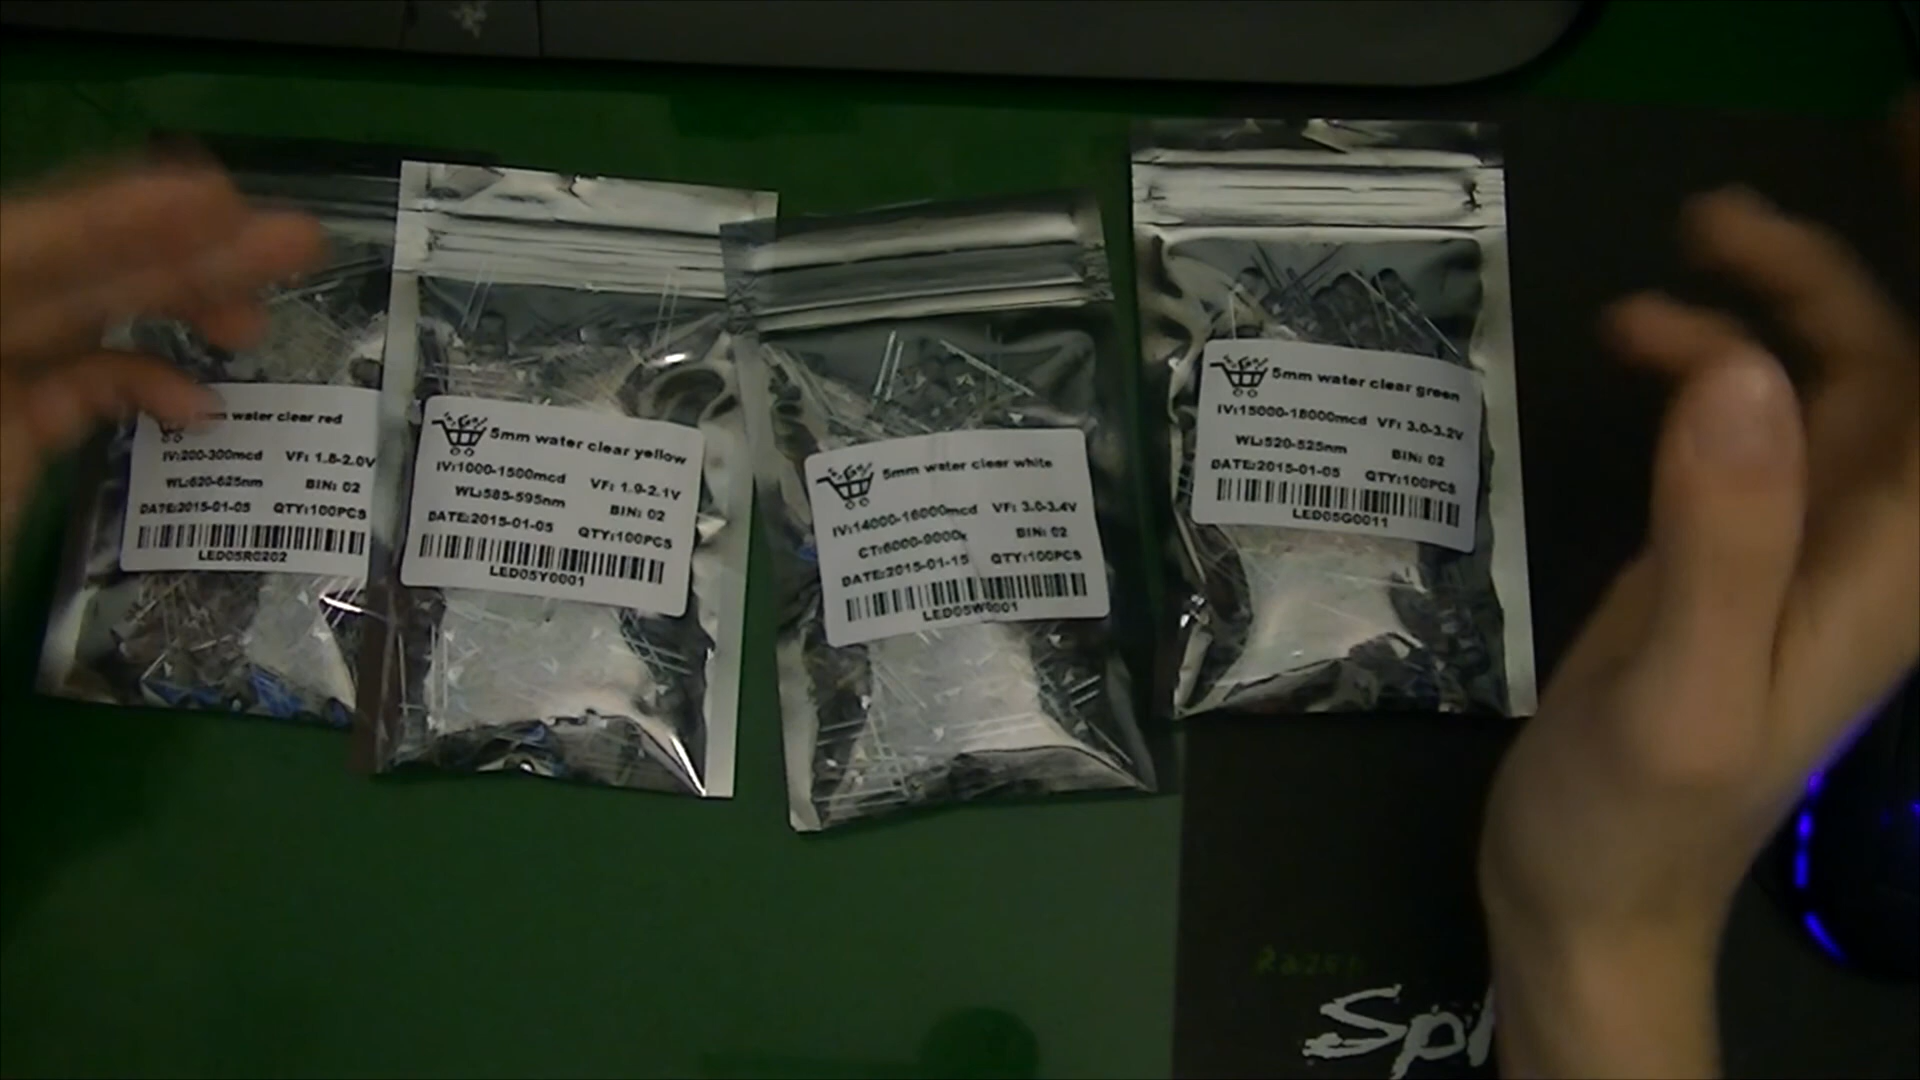 water clear red
IV:200-300mcd VF: 1.8-2.0V
WL:620-625nm BIN: 02
DATE:2015-01-05 QTY:100PCS
LED05R0202
5mm water clear yellow
IV:1000-1500mcd VF: 1.9-2.1V
WL:585-595nm BIN: 02
DATE:2015-01-05 QTY:100PCS
LED05Y0001
5mm water clear white
IV:14000-16000mcd VF: 3.0-3.4V
CT:6000-9000k BIN: 02
DATE:2015-01-15 QTY:100PCS
LED05W0001
5mm water clear green
IV:15000-18000mcd VF: 3.0-3.2V
WL:520-525nm BIN: 02
DATE:2015-01-05 QTY:100PCS
LED05G0011
Razer